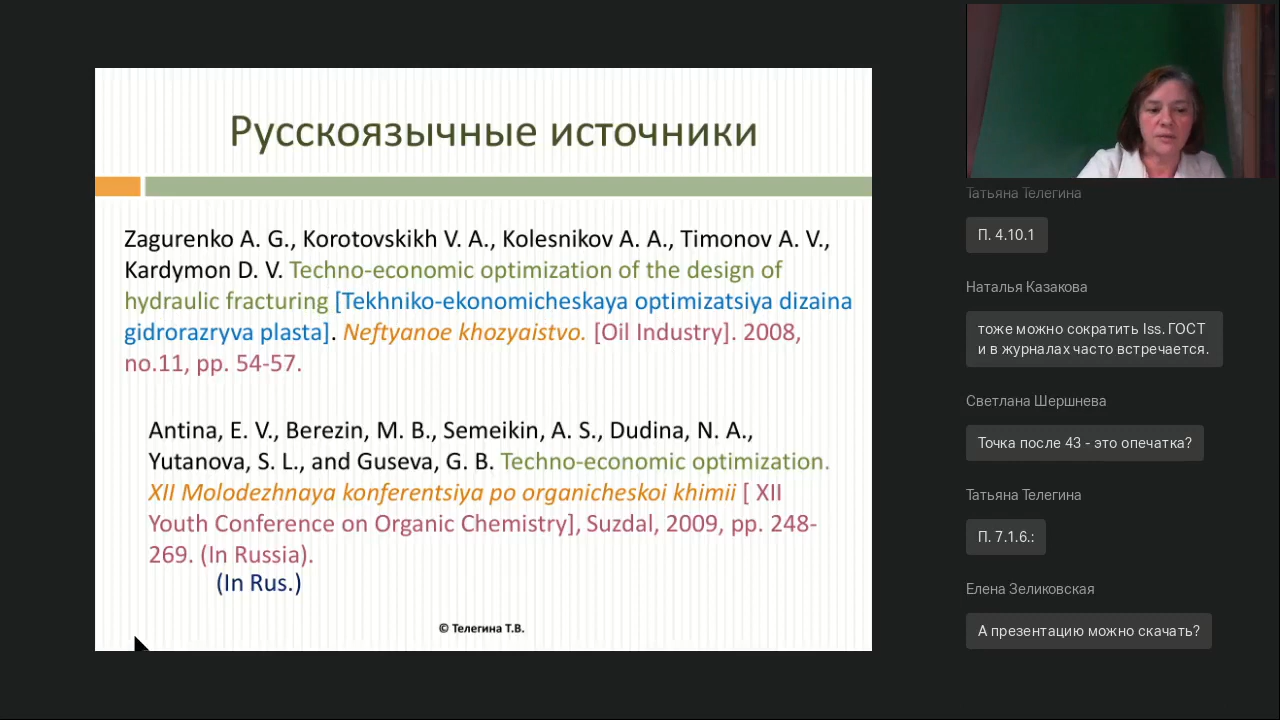 Русскоязычные источники
Zagurenko A. G., Korotovskikh V. A., Kolesnikov A. A., Timonov A. V.,
Kardymon D. V. Techno-economic optimization of the design of
hydraulic fracturing [Tekhniko-ekonomicheskaya optimizatsiya dizaina
gidrorazryva plasta]. Neftyanoe khozyaistvo. [Oil Industry]. 2008,
no.11, pp. 54-57.
Antina, E. V., Berezin, M. B., Semeikin, A. S., Dudina, N. A.,
Yutanova, S. L., and Guseva, G. B. Techno-economic optimization.
XII Molodezhnaya konferentsiya po organicheskoi khimii [ XII
Youth Conference on Organic Chemistry], Suzdal, 2009, pp. 248-
269. (In Russia).
(In Rus.)
© Телегина Т.В.
Татьяна Телегина
П. 4.10.1
Наталья Казакова
тоже можно сократить Iss. ГОСТ
и в журналах часто встречается.
Светлана Шершнева
Точка после 43 - это опечатка?
Татьяна Телегина
П. 7.1.6.:
Елена Зеликовская
А презентацию можно скачать?